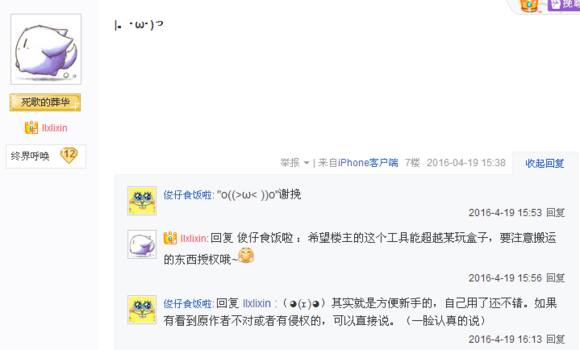 挽尊
|。･ω･)っ
死歌的葬华
llxlixin
终界呼唤 12
举报 | 来自iPhone客户端 7楼 2016-04-19 15:38 收起回复
俊仔食饭啦: "o((>ω< ))o"谢挽
2016-4-19 15:53 回复
llxlixin: 回复 俊仔食饭啦 ：希望楼主的这个工具能超越某玩盒子，要注意搬运
的东西授权哦~
2016-4-19 15:56 回复
俊仔食饭啦: 回复 llxlixin :（◕(ɪ)◕）其实就是方便新手的，自己用了还不错。如果
有看到原作者不对或者有侵权的，可以直接说。（一脸认真的说）
2016-4-19 16:13 回复